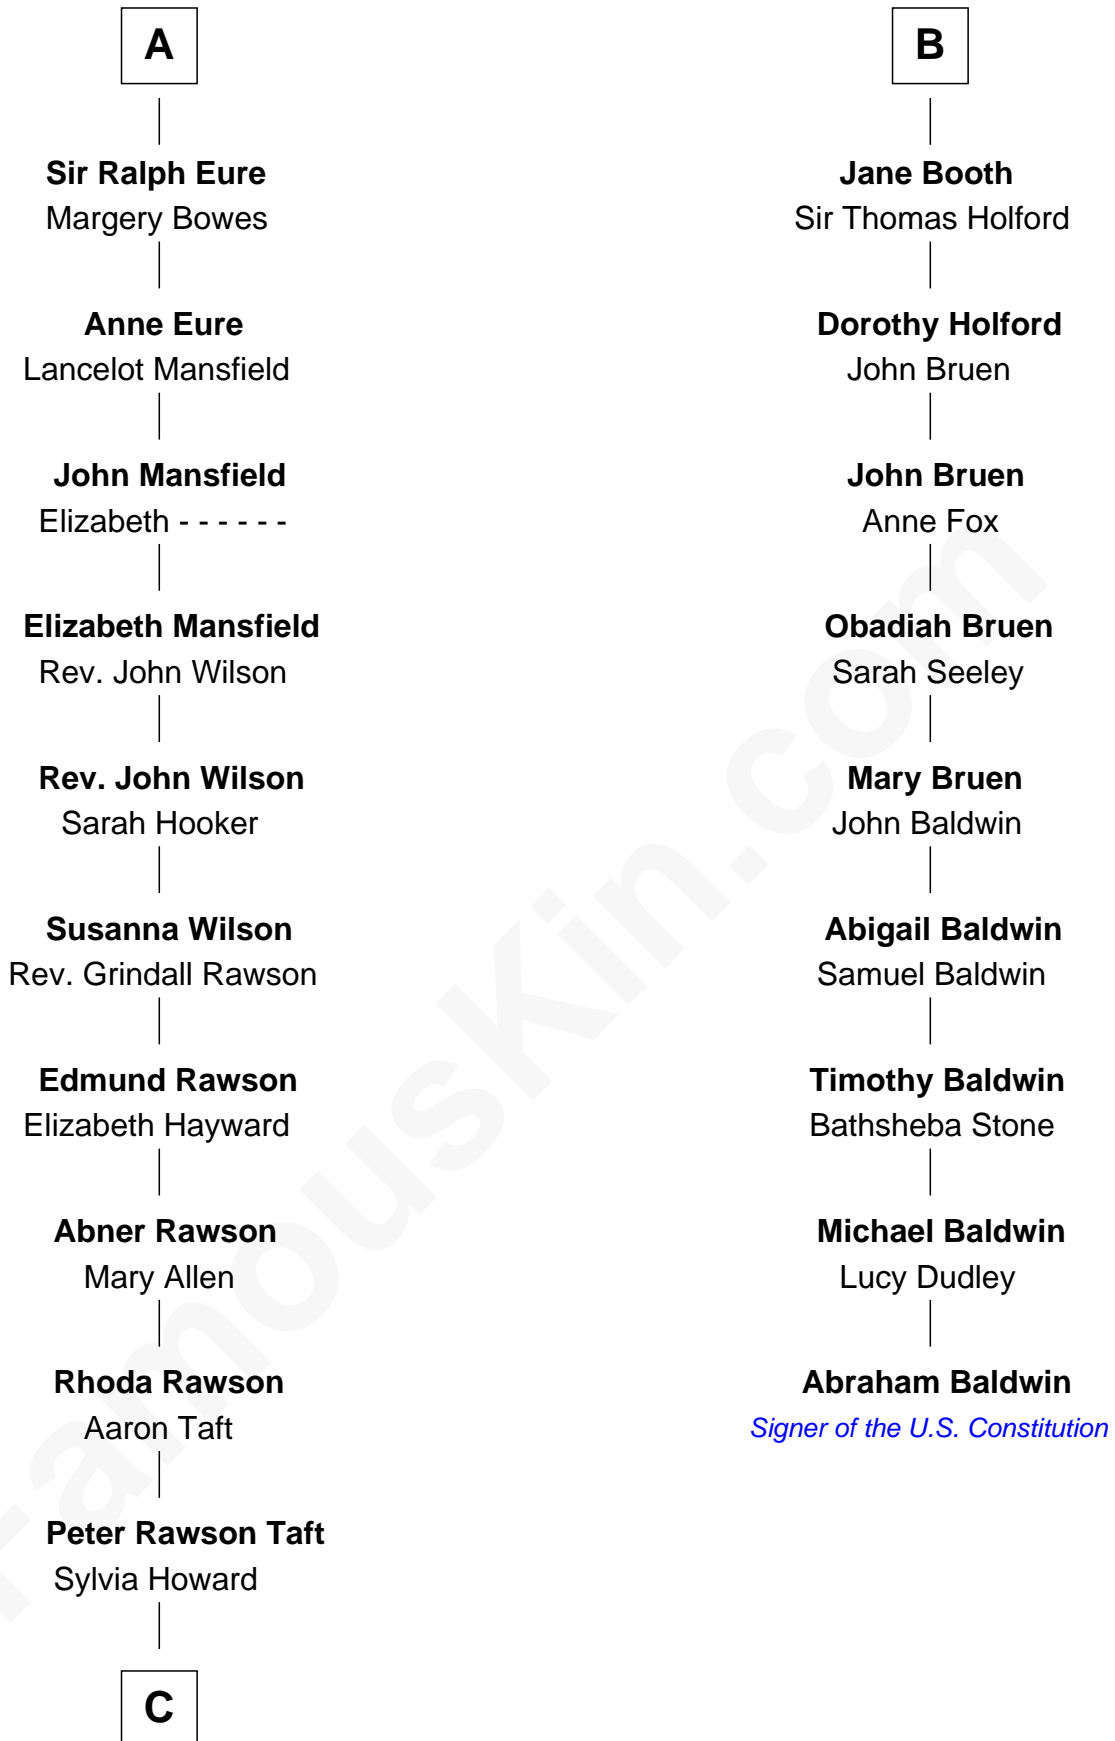 A
Sir Ralph Eure
Margery Bowes
Anne Eure
Lancelot Mansfield
John Mansfield
Elizabeth - - - - - -
Elizabeth Mansfield
Rev. John Wilson
Rev. John Wilson
Sarah Hooker
Susanna Wilson
Rev. Grindall Rawson
Edmund Rawson
Elizabeth Hayward
Abner Rawson
Mary Allen
Rhoda Rawson
Aaron Taft
Peter Rawson Taft
Sylvia Howard
C
B
Jane Booth
Sir Thomas Holford
Dorothy Holford
John Bruen
John Bruen
Anne Fox
Obadiah Bruen
Sarah Seeley
Mary Bruen
John Baldwin
Abigail Baldwin
Samuel Baldwin
Timothy Baldwin
Bathsheba Stone
Michael Baldwin
Lucy Dudley
Abraham Baldwin
Signer of the U.S. Constitution
FamousKin.com